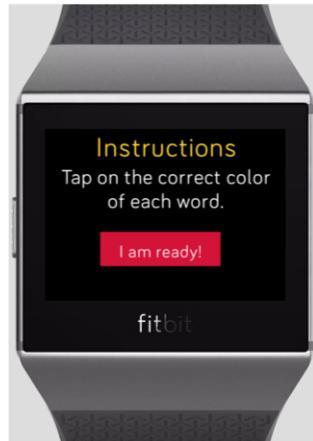 Instructions
Tap on the correct color
of each word.
I am ready!
fitbit